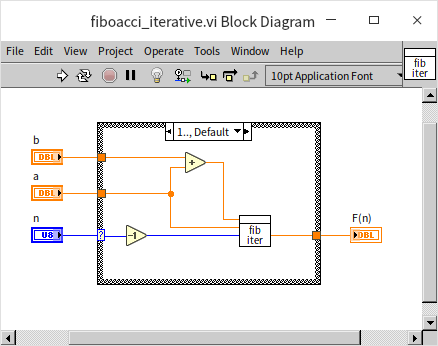 fiboacci_iterative.vi Block Diagram
File Edit View Project Operate Tools Window Help
10pt Application Font
fib
iter
1.., Default
b
DBL
+
a
DBL
n
F(n)
U8
?
-1
fib
iter
DBL